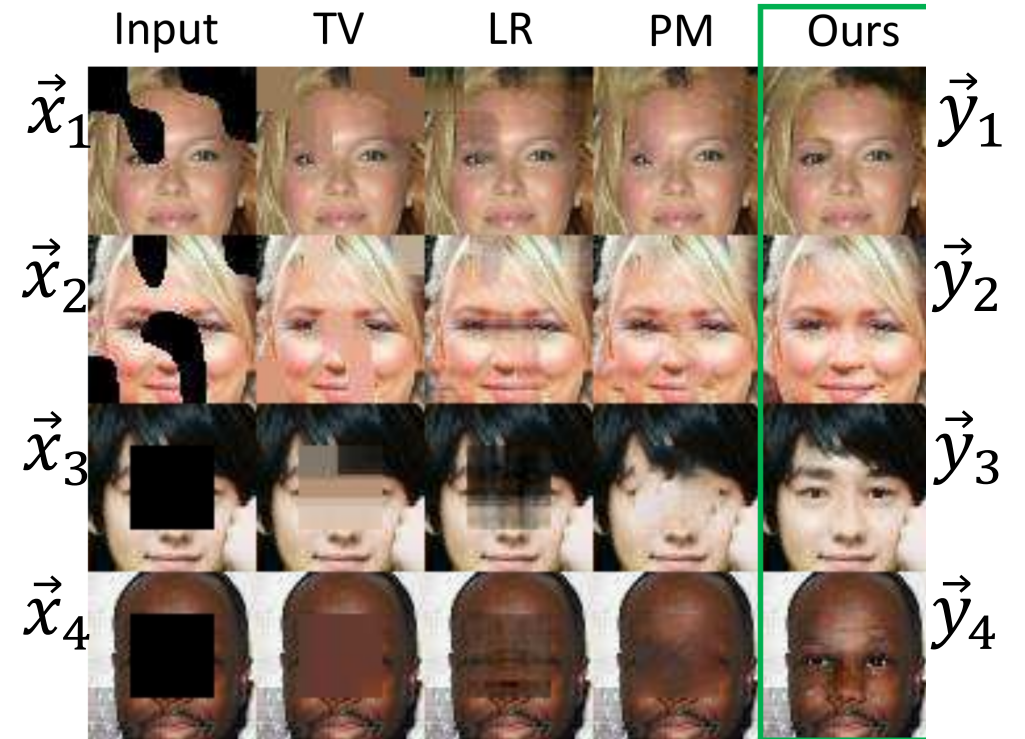 Input TV LR PM Ours
x⃗₁ y⃗₁
x⃗₂ y⃗₂
x⃗₃ y⃗₃
x⃗₄ y⃗₄